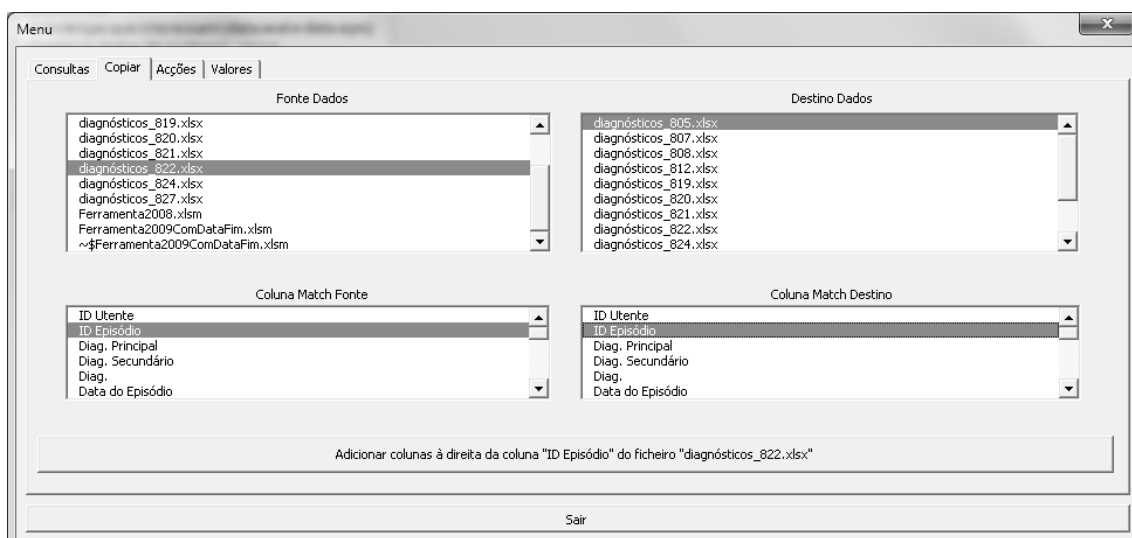 Menu
Consultas Copiar Acções Valores
Fonte Dados
diagnósticos_819.xlsx
diagnósticos_820.xlsx
diagnósticos_821.xlsx
diagnósticos_822.xlsx
diagnósticos_824.xlsx
diagnósticos_827.xlsx
Ferramenta2008.xlsm
Ferramenta2009ComDataFim.xlsm
~$Ferramenta2009ComDataFim.xlsm
Destino Dados
diagnósticos_805.xlsx
diagnósticos_807.xlsx
diagnósticos_808.xlsx
diagnósticos_812.xlsx
diagnósticos_819.xlsx
diagnósticos_820.xlsx
diagnósticos_821.xlsx
diagnósticos_822.xlsx
diagnósticos_824.xlsx
Coluna Match Fonte
ID Utente
ID Episódio
Diag. Principal
Diag. Secundário
Diag.
Data do Episódio
Coluna Match Destino
ID Utente
ID Episódio
Diag. Principal
Diag. Secundário
Diag.
Data do Episódio
Adicionar colunas à direita da coluna "ID Episódio" do ficheiro "diagnósticos_822.xlsx"
Sair